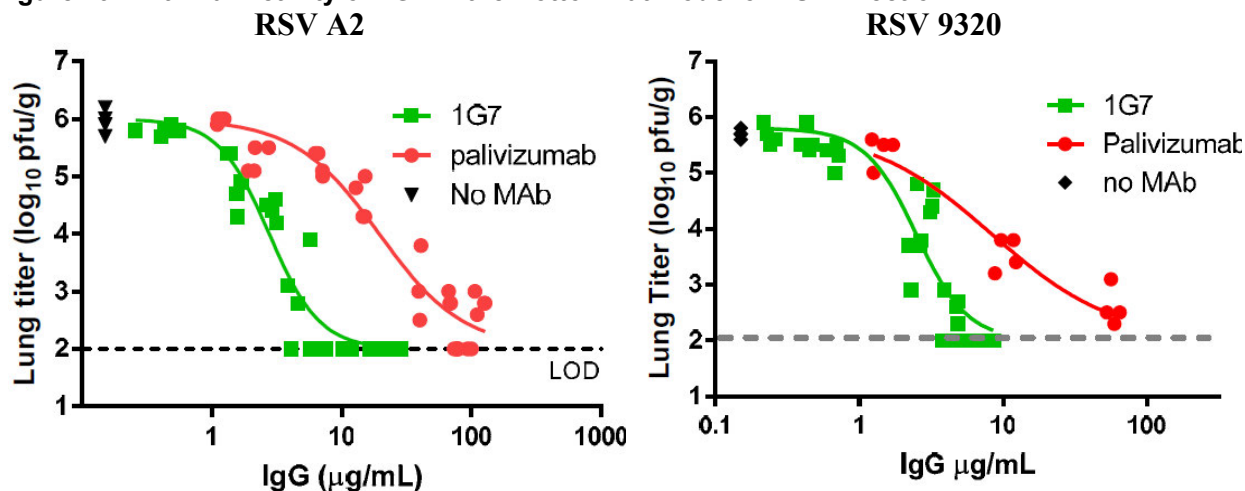 RSV A2
RSV 9320
7
6
5
4
3
2
1
Lung titer (log10 pfu/g)
1G7
palivizumab
No MAb
LOD
1
10
100
1000
IgG (μg/mL)
7
6
5
4
3
2
1
Lung Titer (log10 pfu/g)
1G7
Palivizumab
no MAb
0.1
1
10
100
IgG μg/mL